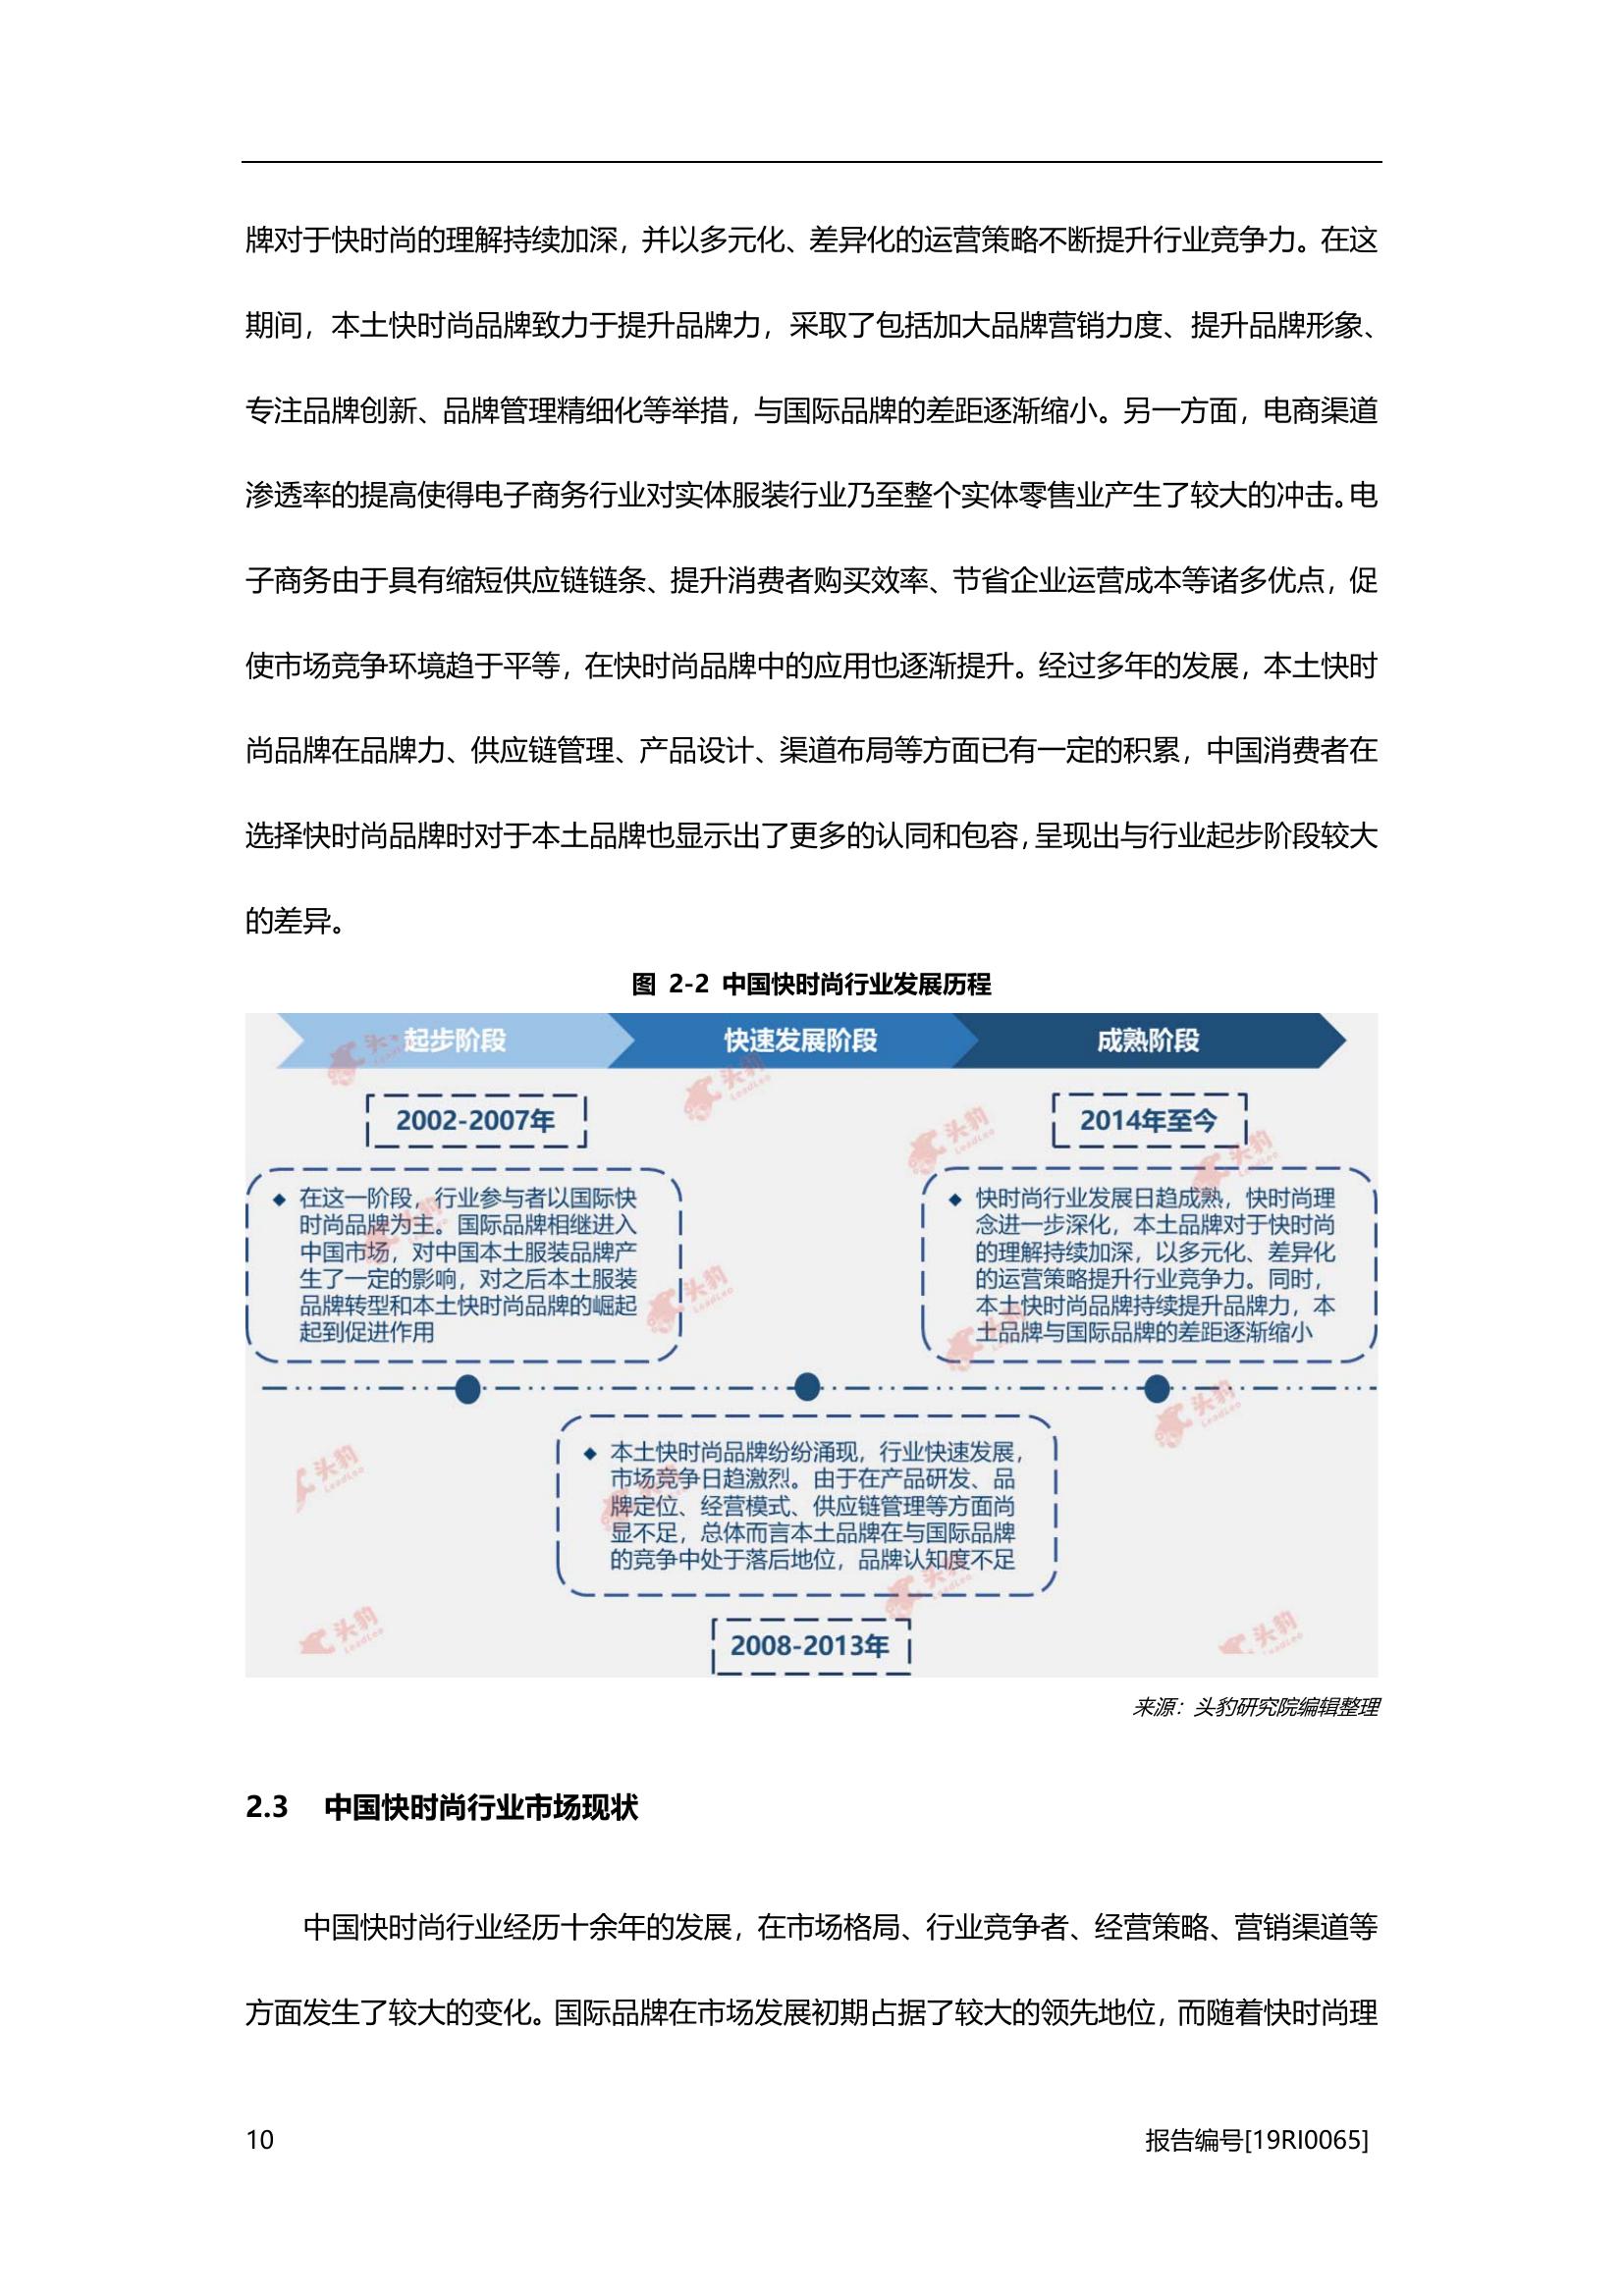 牌对于快时尚的理解持续加深，并以多元化、差异化的运营策略不断提升行业竞争力。在这
期间，本土快时尚品牌致力于提升品牌力，采取了包括加大品牌营销力度、提升品牌形象、
专注品牌创新、品牌管理精细化等举措，与国际品牌的差距逐渐缩小。另一方面，电商渠道
渗透率的提高使得电子商务行业对实体服装行业乃至整个实体零售业产生了较大的冲击。电
子商务由于具有缩短供应链链条、提升消费者购买效率、节省企业运营成本等诸多优点，促
使市场竞争环境趋于平等，在快时尚品牌中的应用也逐渐提升。经过多年的发展，本土快时
尚品牌在品牌力、供应链管理、产品设计、渠道布局等方面已有一定的积累，中国消费者在
选择快时尚品牌时对于本土品牌也显示出了更多的认同和包容，呈现出与行业起步阶段较大
的差异。
图 2-2 中国快时尚行业发展历程
起步阶段
快速发展阶段
成熟阶段
2002-2007年
◆ 在这一阶段，行业参与者以国际快
时尚品牌为主。国际品牌相继进入
中国市场，对中国本土服装品牌产
生了一定的影响，对之后本土服装
品牌转型和本土快时尚品牌的崛起
起到促进作用
2014年至今
◆ 快时尚行业发展日趋成熟，快时尚理
念进一步深化，本土品牌对于快时尚
的理解持续加深，以多元化、差异化
的运营策略提升行业竞争力。同时，
本土快时尚品牌持续提升品牌力，本
土品牌与国际品牌的差距逐渐缩小
◆ 本土快时尚品牌纷纷涌现，行业快速发展，
市场竞争日趋激烈。由于在产品研发、品
牌定位、经营模式、供应链管理等方面尚
显不足，总体而言本土品牌在与国际品牌
的竞争中处于落后地位，品牌认知度不足
2008-2013年
头豹
LeadLeo
来源：头豹研究院编辑整理
2.3 中国快时尚行业市场现状
中国快时尚行业经历十余年的发展，在市场格局、行业竞争者、经营策略、营销渠道等
方面发生了较大的变化。国际品牌在市场发展初期占据了较大的领先地位，而随着快时尚理
10
报告编号[19RI0065]